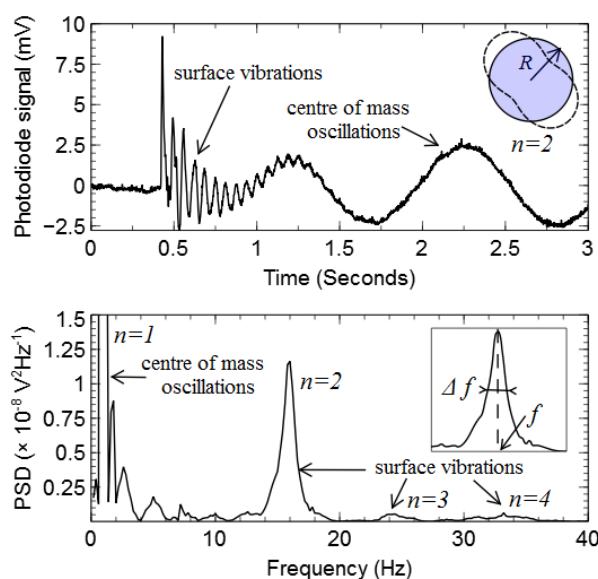 Photodiode signal (mV)
10
7.5
5
2.5
0
−2.5
surface vibrations
centre of mass
oscillations
R
n=2
0
0.5
1
1.5
2
2.5
3
Time (Seconds)
PSD (× 10⁻⁸ V²Hz⁻¹)
1.5
1.25
1
0.75
0.5
0.25
n=1
centre of mass
oscillations
n=2
Δ f
f
surface vibrations
n=3
n=4
0
10
20
30
40
Frequency (Hz)